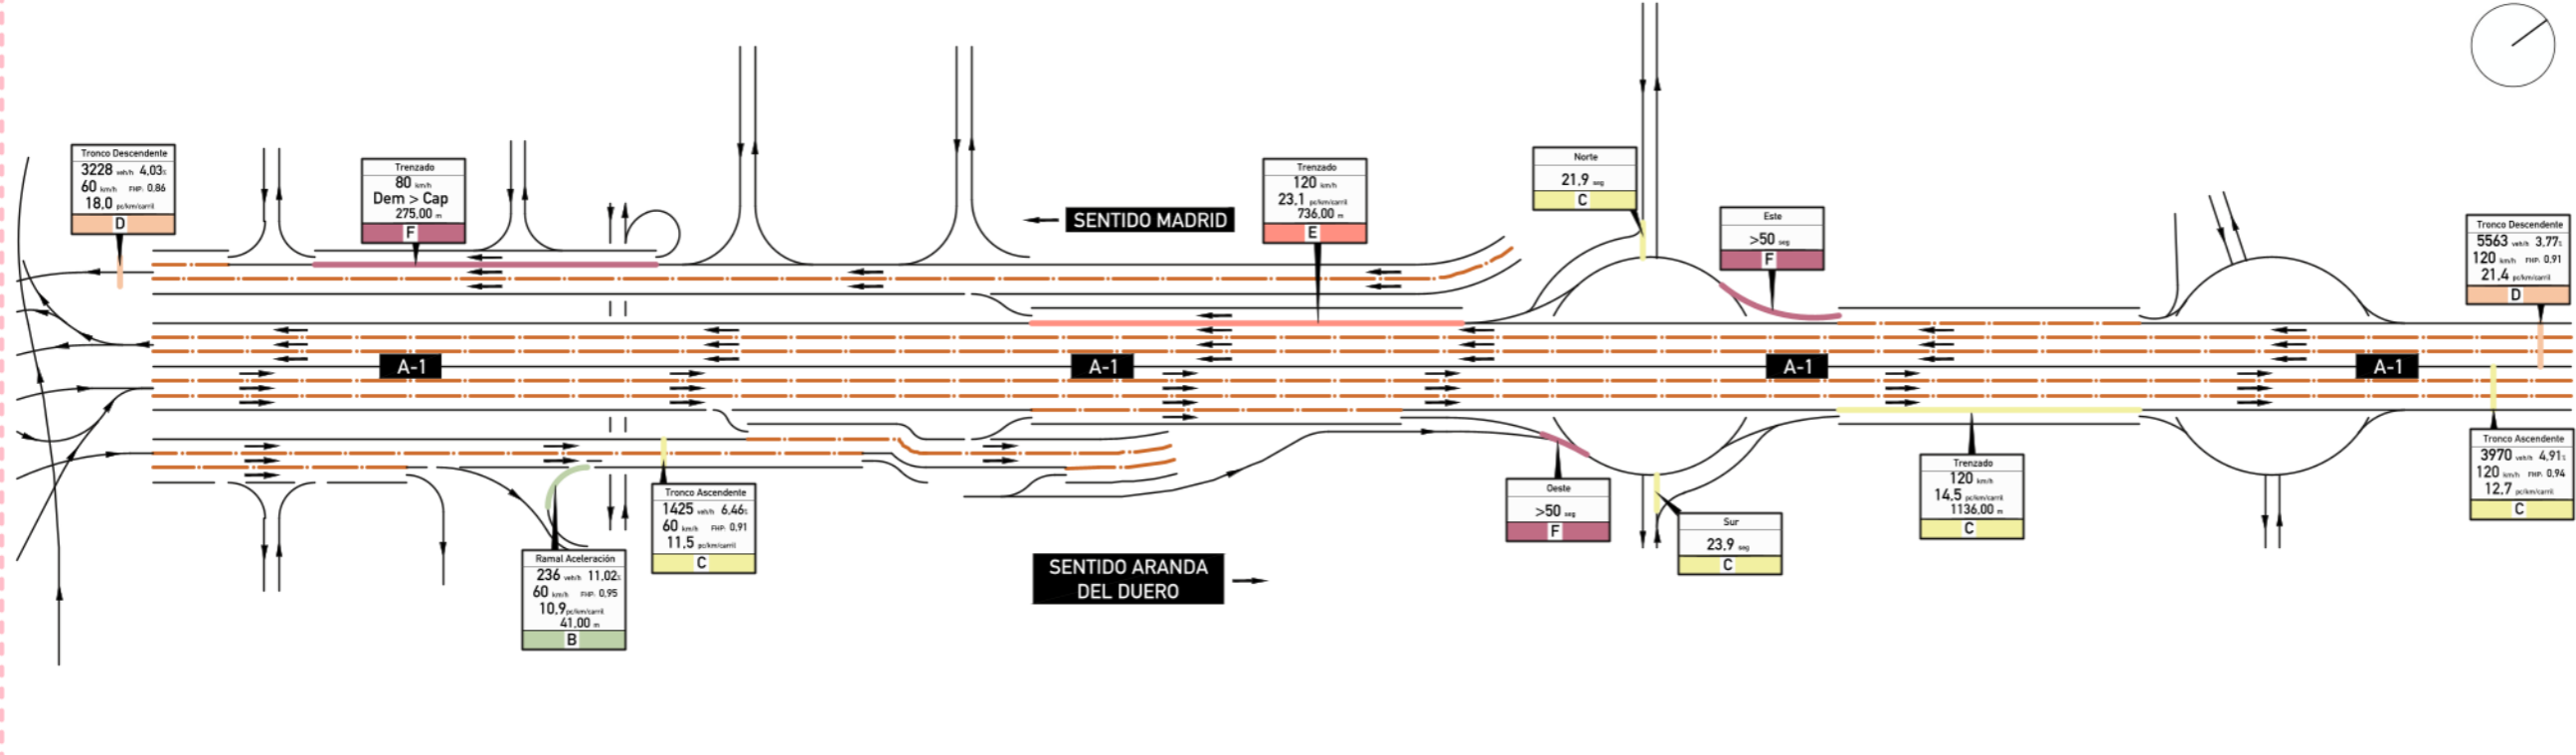 Tronco Descendente
3228 veh/h 4,03%
60 km/h FHP: 0,86
18,0 pc/km/carril
D
Trenzado
80 km/h
Dem > Cap
275,00 m
F
SENTIDO MADRID
Trenzado
120 km/h
23,1 pc/km/carril
736,00 m
E
Norte
21,9 seg
C
Este
>50 seg
F
Tronco Descendente
5563 veh/h 3,77%
120 km/h FHP: 0,91
21,4 pc/km/carril
D
A-1
A-1
A-1
A-1
Ramal Aceleración
236 veh/h 11,02%
60 km/h FHP: 0,95
10,9 pc/km/carril
41,00 m
B
Tronco Ascendente
1425 veh/h 6,46%
60 km/h FHP: 0,91
11,5 pc/km/carril
C
SENTIDO ARANDA
DEL DUERO
Oeste
>50 seg
F
Sur
23,9 seg
C
Trenzado
120 km/h
14,5 pc/km/carril
1136,00 m
C
Tronco Ascendente
3970 veh/h 4,91%
120 km/h FHP: 0,94
12,7 pc/km/carril
C